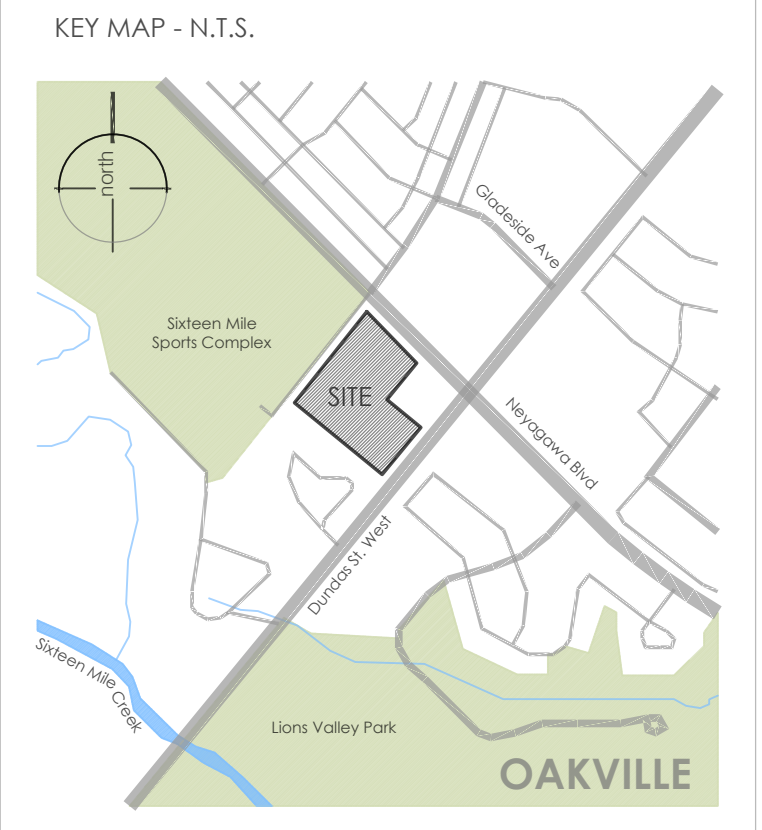 KEY MAP - N.T.S.
north
Gladeside Ave
Sixteen Mile
Sports Complex
SITE
Neyagawa Blvd
Dundas St. West
Sixteen Mile
Creek
Lions Valley Park
OAKVILLE